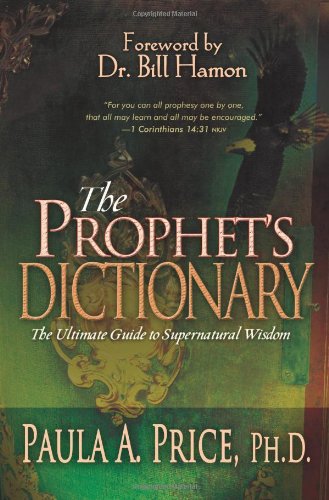 Foreword by
Dr. Bill Hamon
"For you can all prophesy one by one,
that all may learn and all may be encouraged."
—1 Corinthians 14:31 NKJV
The
PROPHET'S
DICTIONARY
The Ultimate Guide to Supernatural Wisdom
PAULA A. PRICE, PH.D.